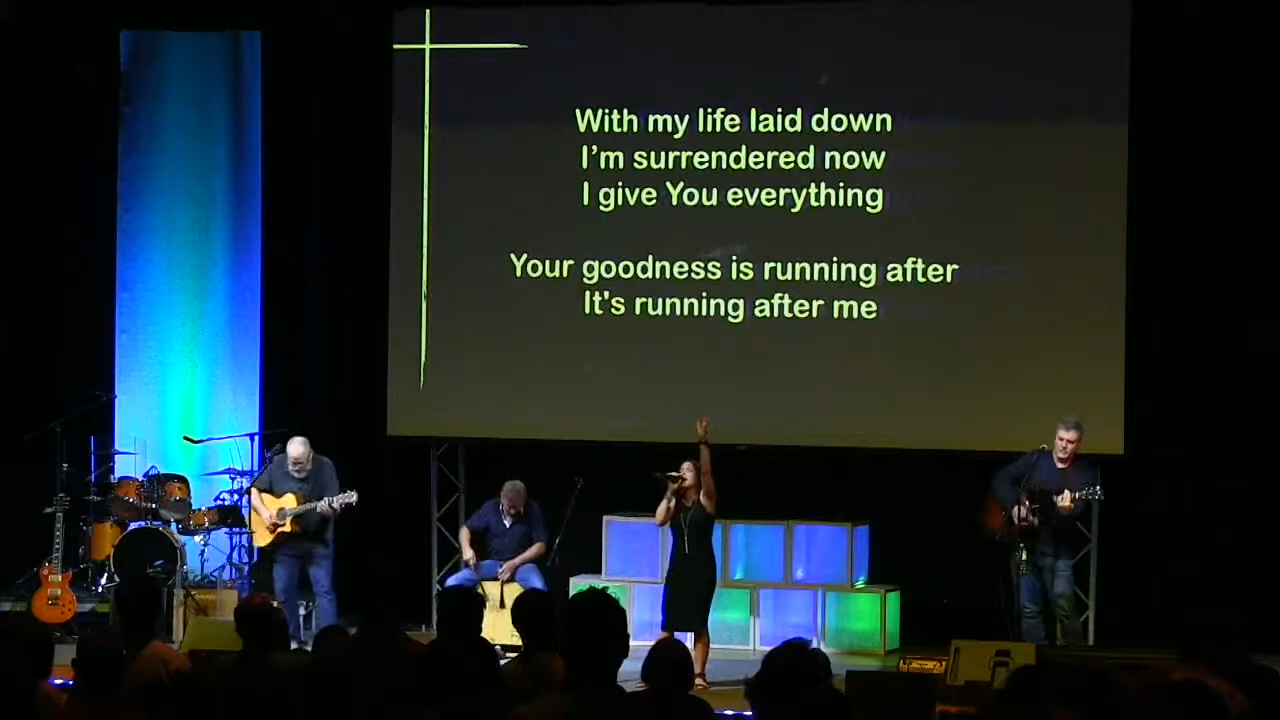 With my life laid down
I’m surrendered now
I give You everything
Your goodness is running after
It's running after me